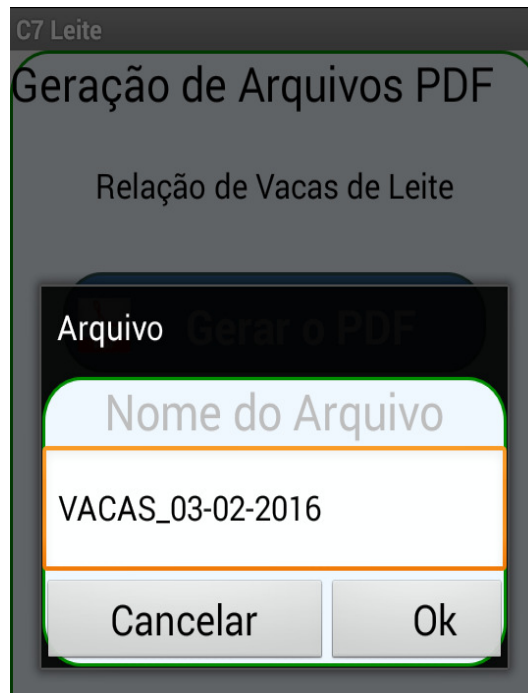 C7 Leite
Geração de Arquivos PDF
Relação de Vacas de Leite
Gerar o PDF
Arquivo
Nome do Arquivo
VACAS_03-02-2016
Cancelar
Ok